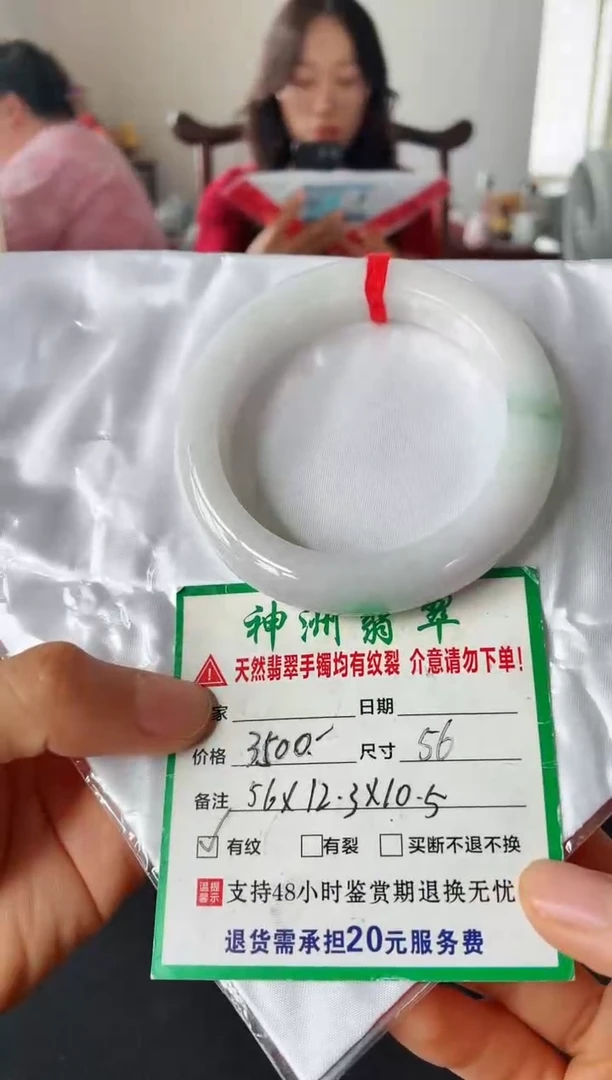 神洲翡翠
天然翡翠手镯均有纹裂 介意请勿下单!
家 日期
价格 3500.- 尺寸 56
备注 56X12.3X10.5
有纹 有裂 买断不退不换
温馨提示 支持48小时鉴赏期退换无忧
退货需承担20元服务费